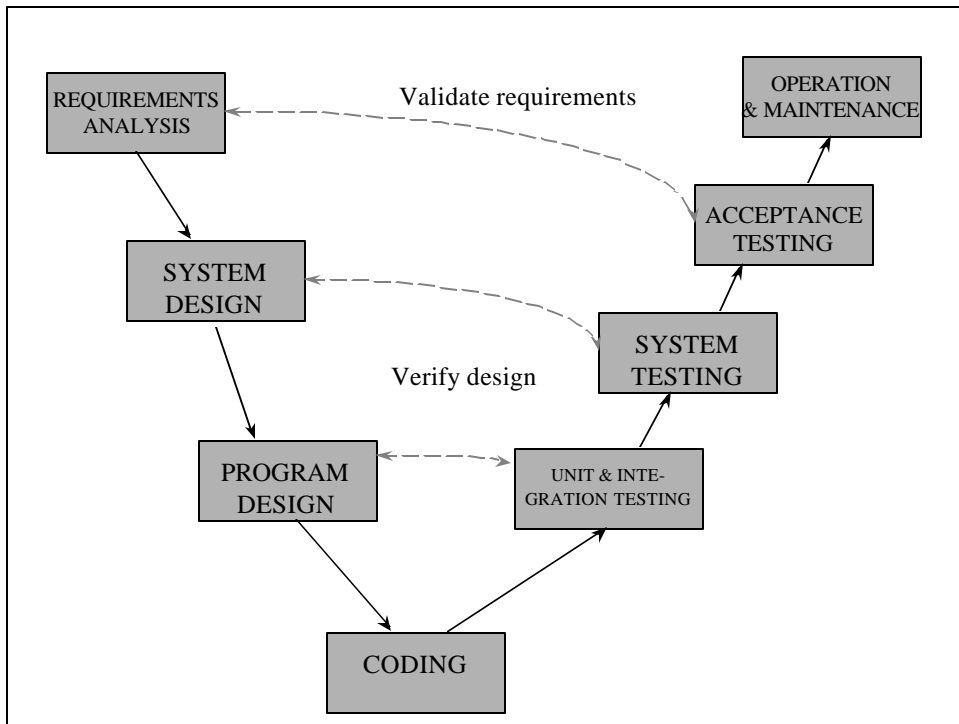 REQUIREMENTS
ANALYSIS
Validate requirements
OPERATION
& MAINTENANCE
ACCEPTANCE
TESTING
SYSTEM
DESIGN
SYSTEM
TESTING
Verify design
PROGRAM
DESIGN
UNIT & INTE-
GRATION TESTING
CODING